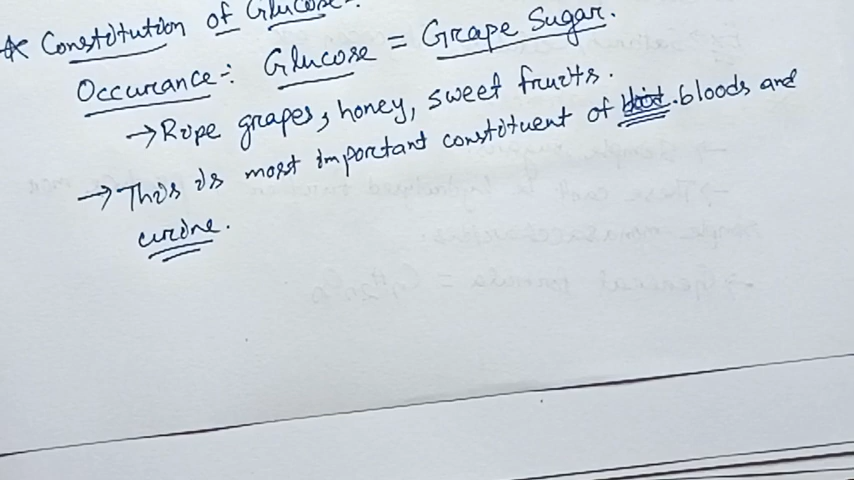 * Constitution of Glucose:
Occurance÷ Glucose = Grape Sugar.
→ Ripe grapes, honey, sweet fruits.
→ This is most important constituent of bloods and
urine.